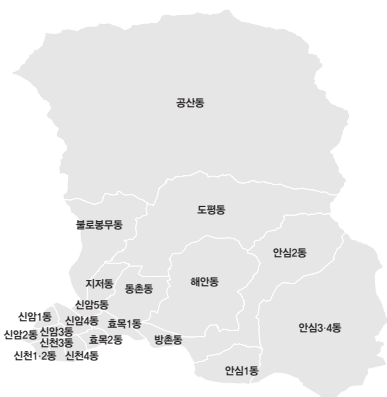 공산동
도평동
불로봉무동
안심2동
지저동
동촌동
해안동
신암5동
신암1동
신암4동
효목1동
안심3·4동
신암2동
신암3동
신천3동
효목2동
방촌동
신천1·2동
신천4동
안심1동